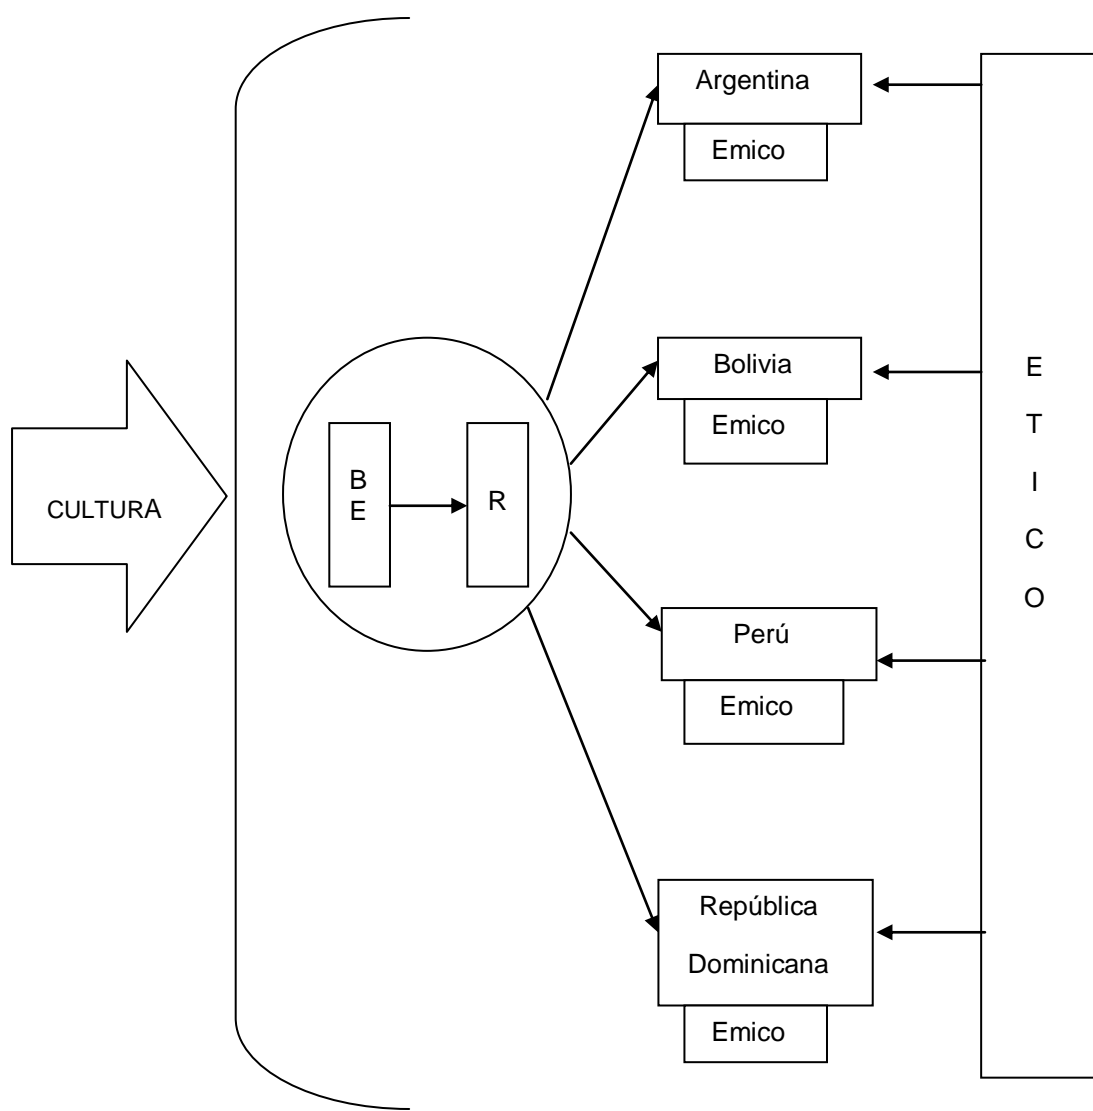 CULTURA
B
E
R
Argentina
Emico
Bolivia
Emico
Perú
Emico
República
Dominicana
Emico
E
T
I
C
O